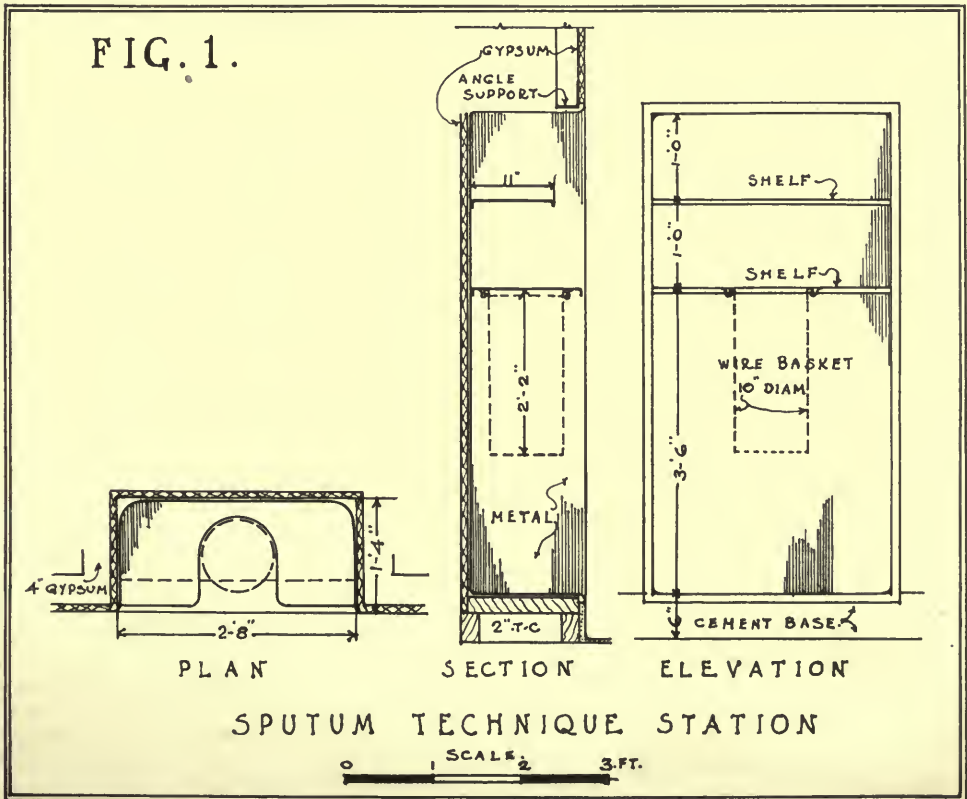 FIG. 1.
GYPSUM
ANGLE
SUPPORT
11"
2'-2"
METAL
2" T-C
1'-0"
SHELF
1'-0"
SHELF
WIRE BASKET
10" DIAM
3'-6"
6"
CEMENT BASE
4" GYPSUM
1'-4"
2'-8"
PLAN
SECTION
ELEVATION
SPUTUM TECHNIQUE STATION
SCALE.
0 1 2 3. FT.